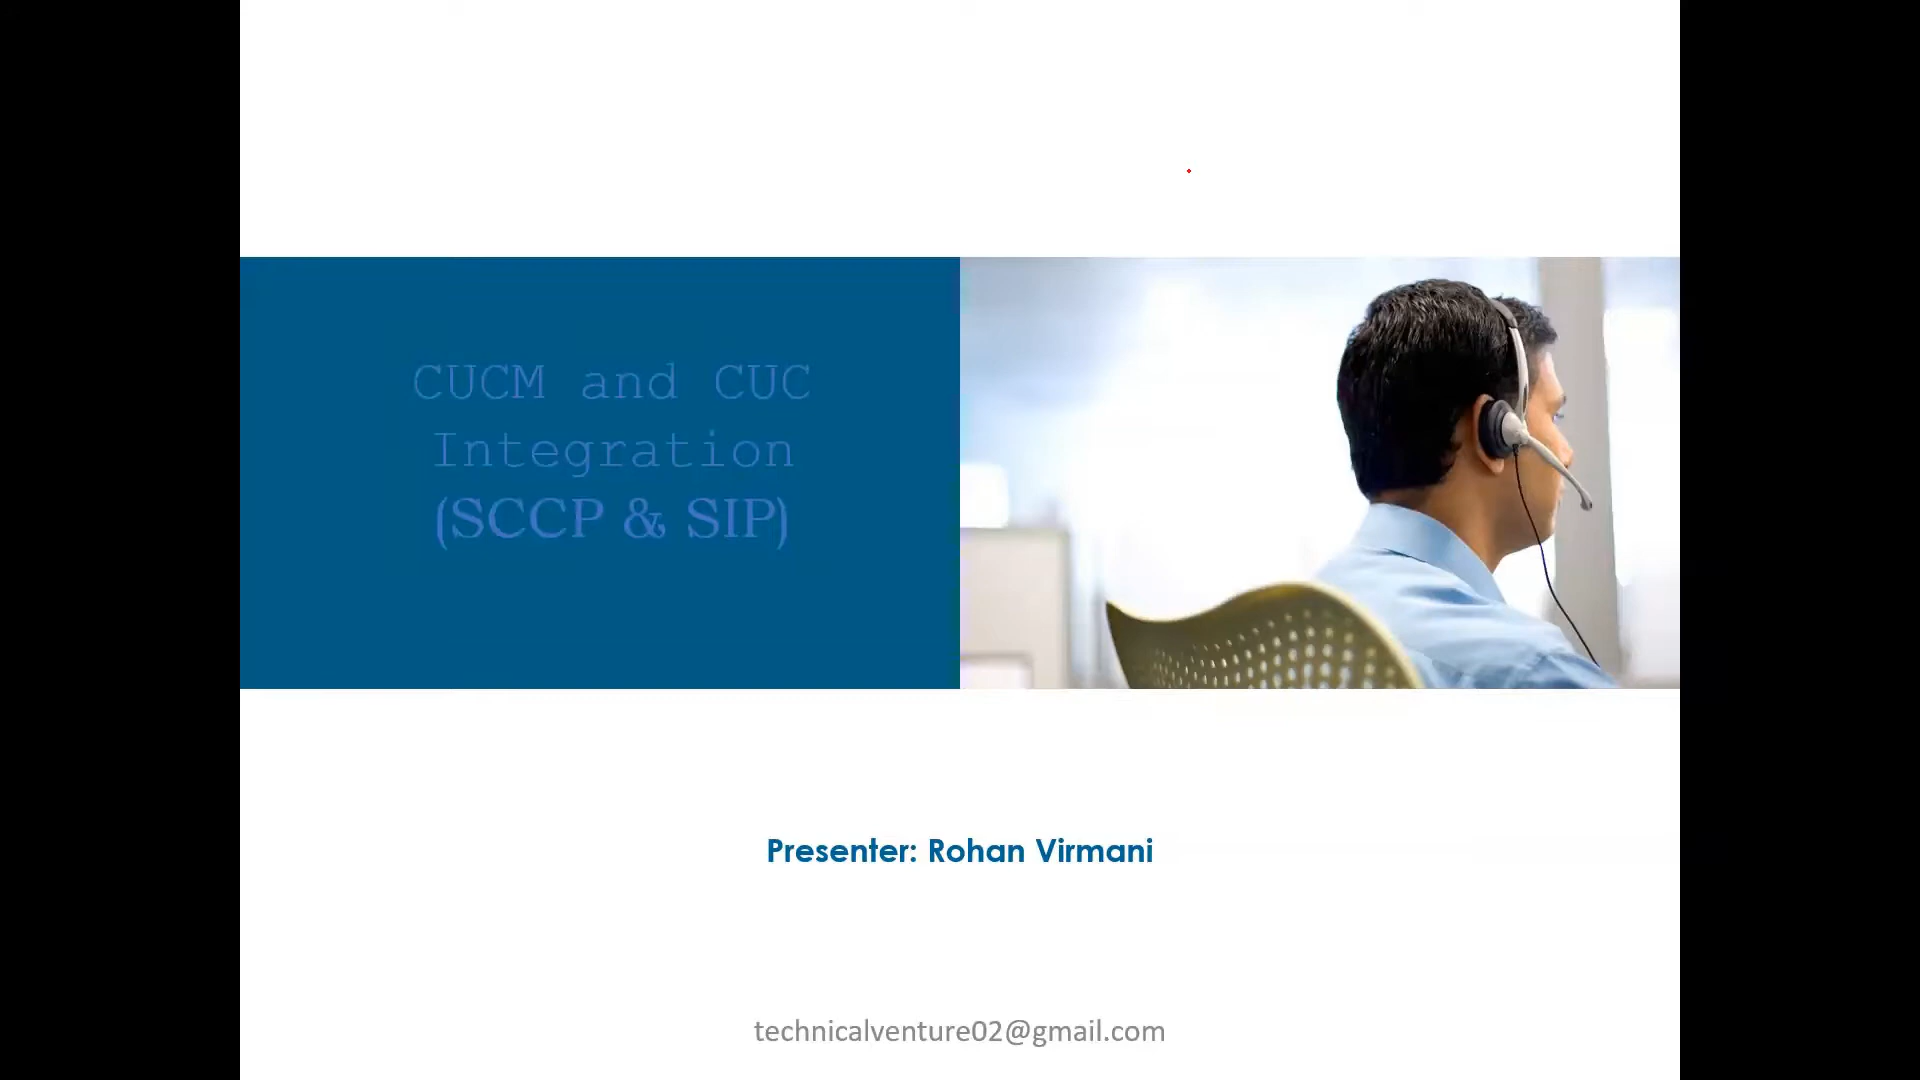 CUCM and CUC
Integration
(SCCP & SIP)
Presenter: Rohan Virmani
technicalventure02@gmail.com